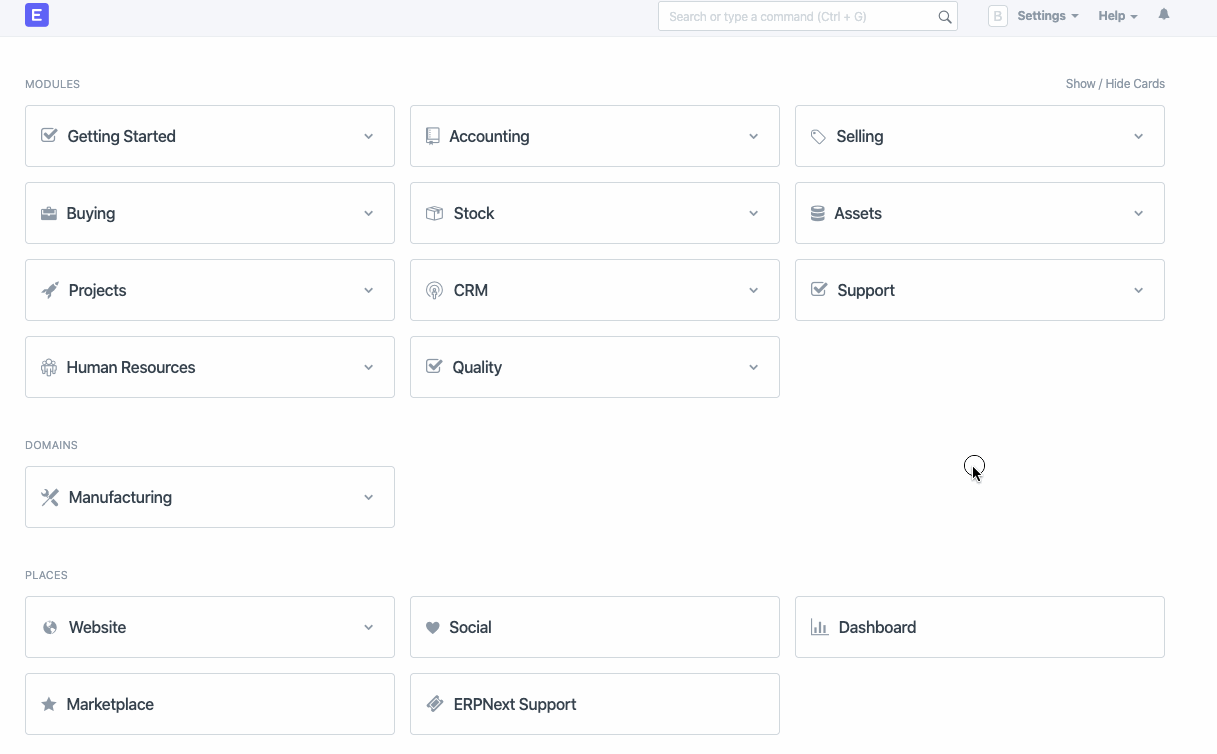 E
Search or type a command (Ctrl + G)
B
Settings
Help
MODULES
Show / Hide Cards
Getting Started
Accounting
Selling
Buying
Stock
Assets
Projects
CRM
Support
Human Resources
Quality
DOMAINS
Manufacturing
PLACES
Website
Social
Dashboard
Marketplace
ERPNext Support